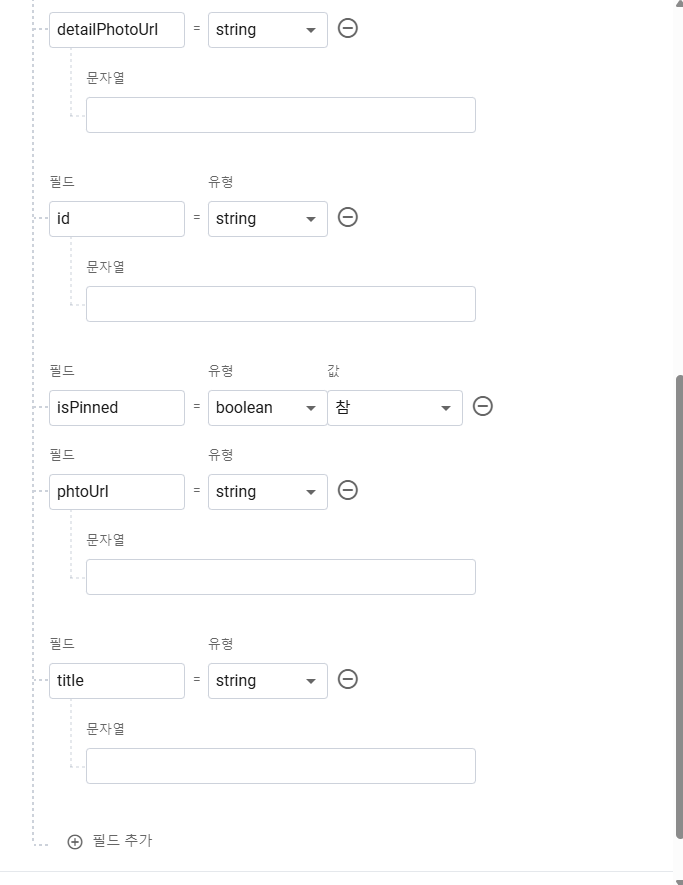 detailPhotoUrl = string
문자열
필드 유형
id = string
문자열
필드 유형 값
isPinned = boolean 참
필드 유형
phtoUrl = string
문자열
필드 유형
title = string
문자열
필드 추가